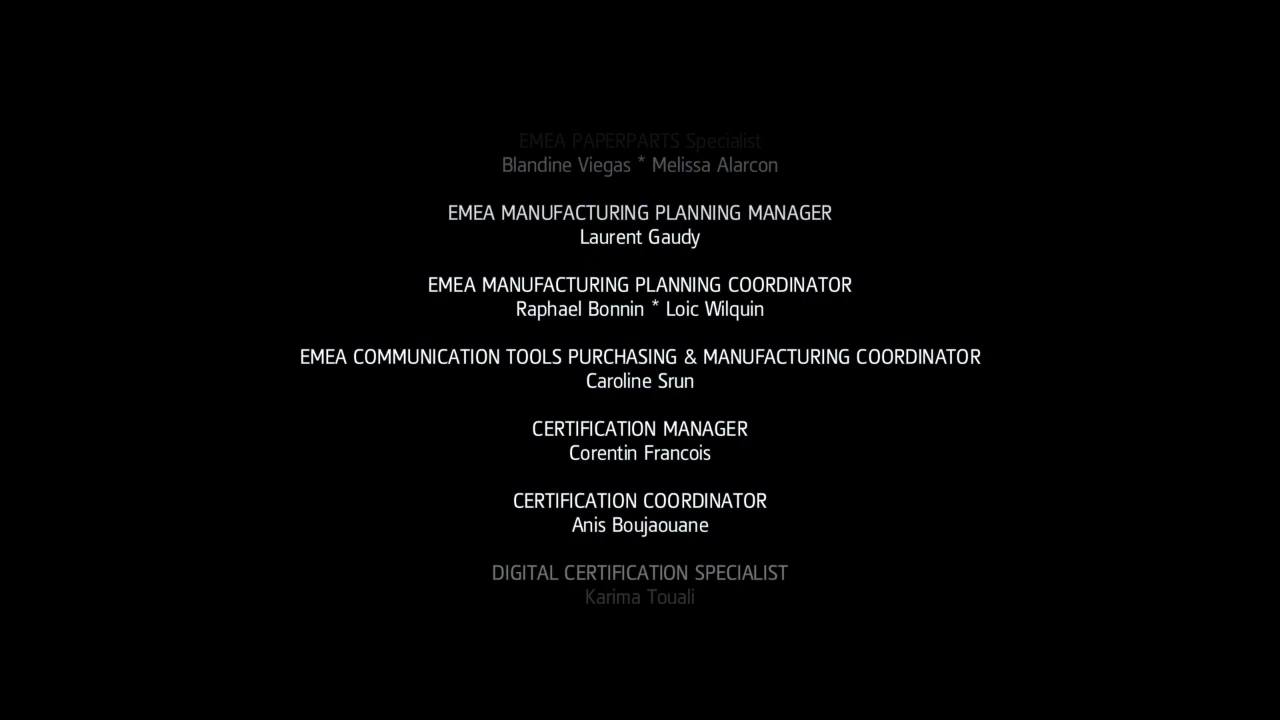 EMEA PAPERPARTS Specialist
Blandine Viegas * Melissa Alarcon
EMEA MANUFACTURING PLANNING MANAGER
Laurent Gaudy
EMEA MANUFACTURING PLANNING COORDINATOR
Raphael Bonnin * Loic Wilquin
EMEA COMMUNICATION TOOLS PURCHASING & MANUFACTURING COORDINATOR
Caroline Srun
CERTIFICATION MANAGER
Corentin Francois
CERTIFICATION COORDINATOR
Anis Boujaouane
DIGITAL CERTIFICATION SPECIALIST
Karima Touali